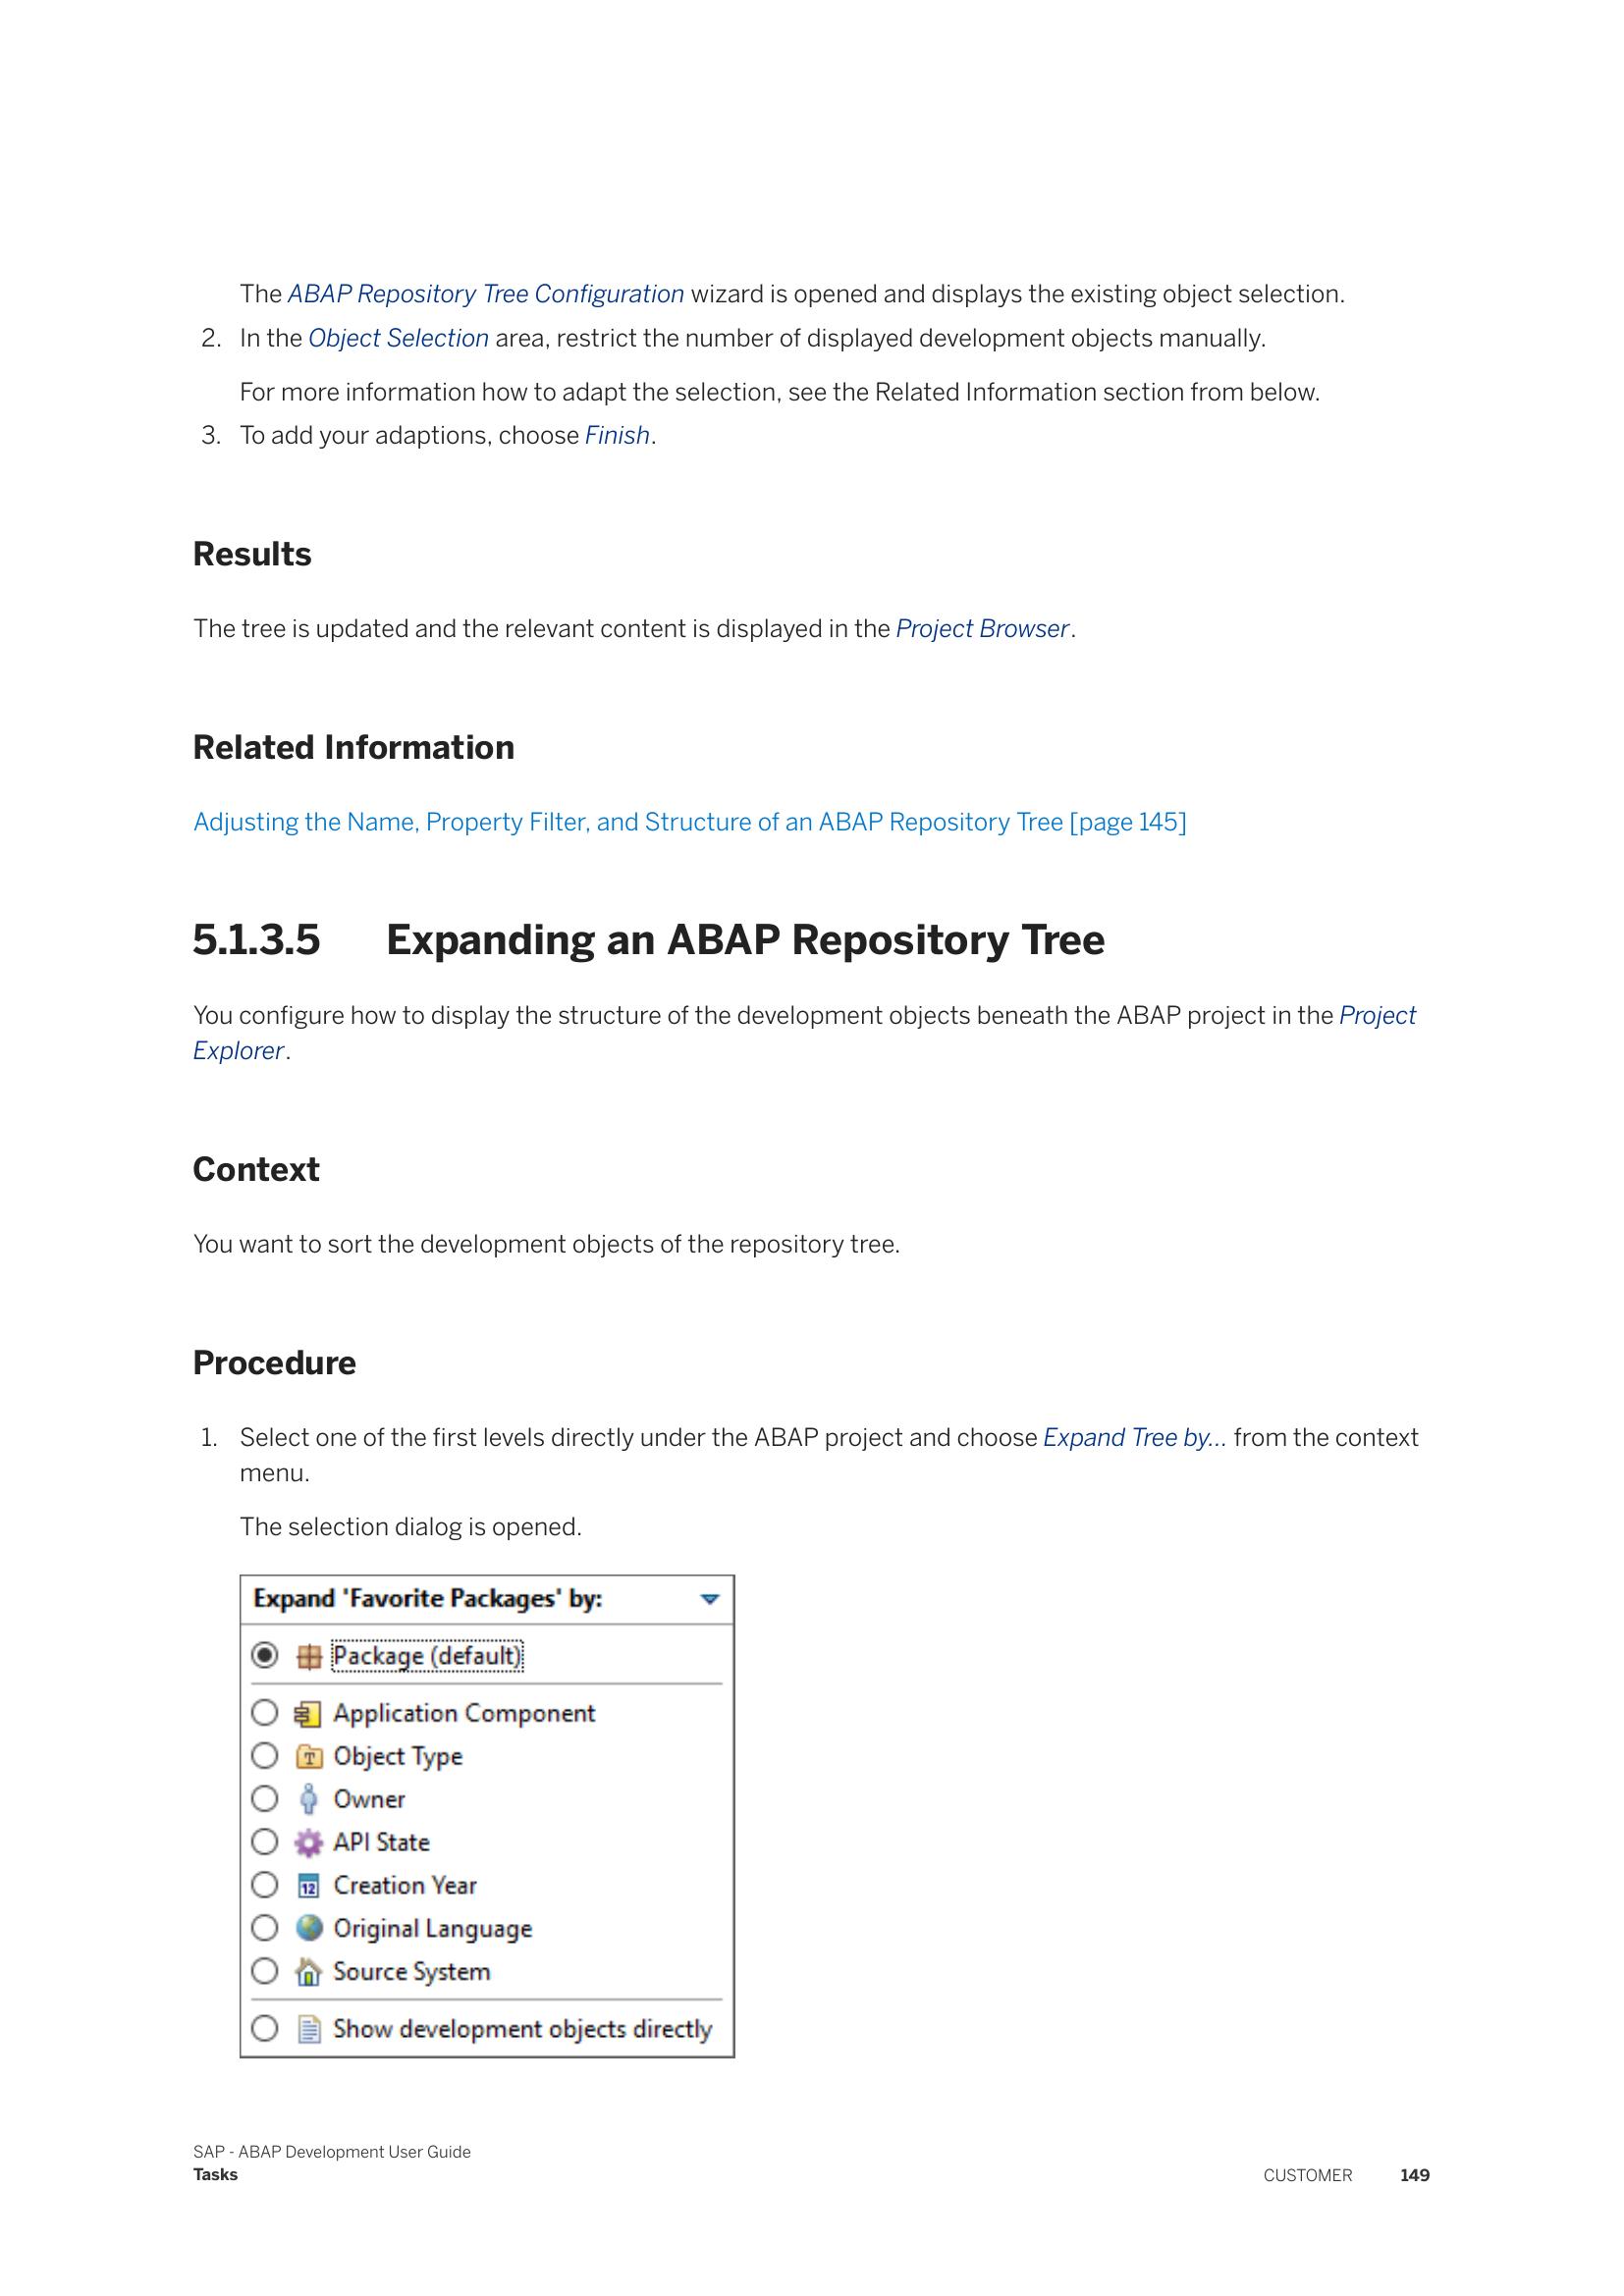 The ABAP Repository Tree Configuration wizard is opened and displays the existing object selection.
2. In the Object Selection area, restrict the number of displayed development objects manually.
For more information how to adapt the selection, see the Related Information section from below.
3. To add your adaptions, choose Finish.
Results
The tree is updated and the relevant content is displayed in the Project Browser.
Related Information
Adjusting the Name, Property Filter, and Structure of an ABAP Repository Tree [page 145]
5.1.3.5 Expanding an ABAP Repository Tree
You configure how to display the structure of the development objects beneath the ABAP project in the Project
Explorer.
Context
You want to sort the development objects of the repository tree.
Procedure
1. Select one of the first levels directly under the ABAP project and choose Expand Tree by... from the context
menu.
The selection dialog is opened.
Expand 'Favorite Packages' by:
Package (default)
Application Component
T Object Type
Owner
API State
12 Creation Year
Original Language
Source System
Show development objects directly
SAP - ABAP Development User Guide
Tasks CUSTOMER 149